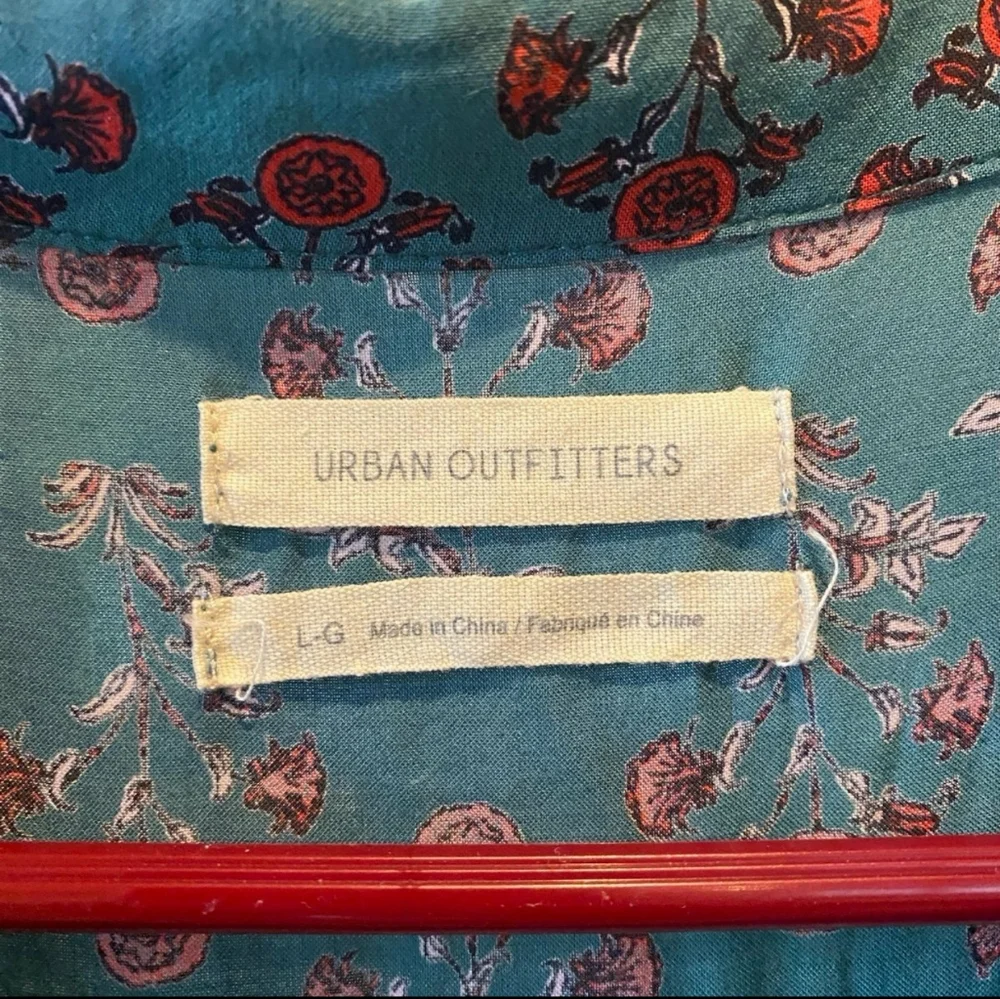 URBAN OUTFITTERS
L-G Made in China / Fabriqué en Chine